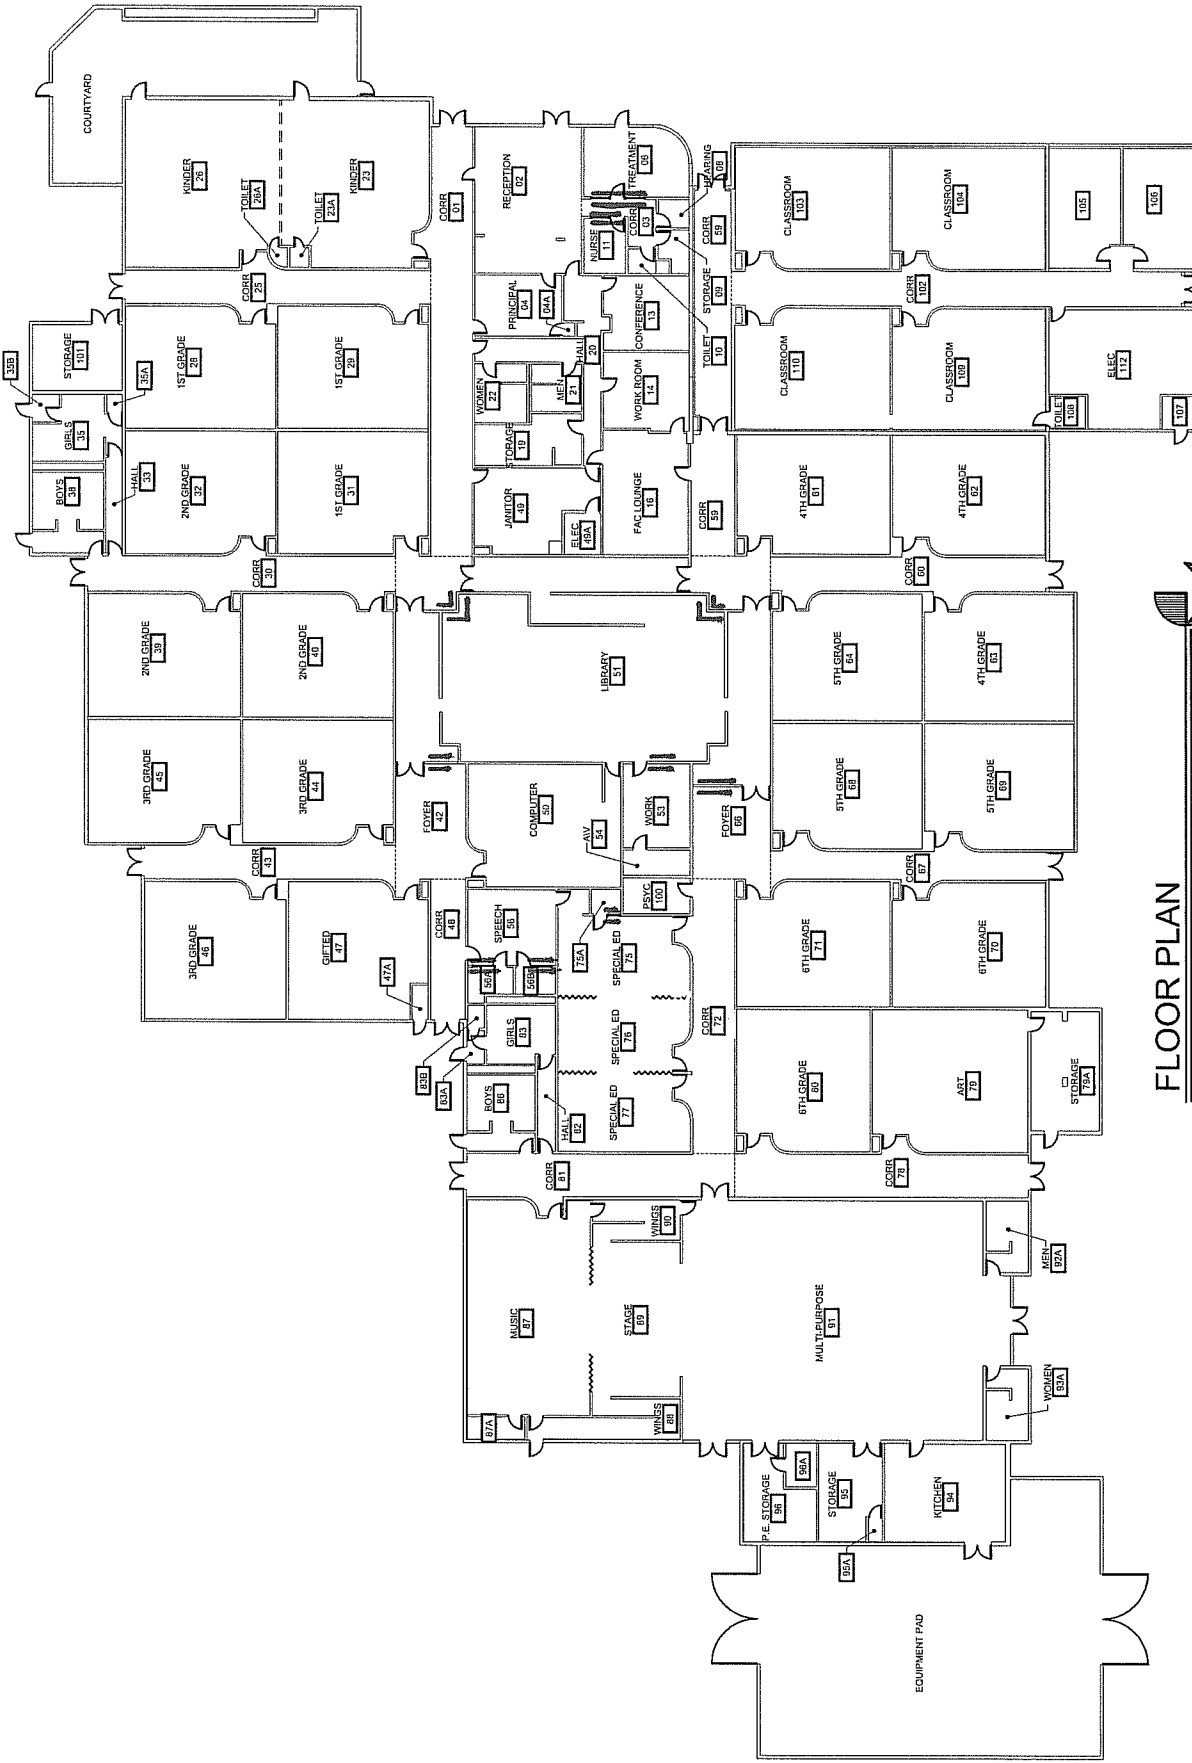 COURTYARD
KINDER
26
TOILET
26A
KINDER
23
TOILET
23A
CORR
25
CORR
01
RECEPTION
02
TREATMENT
06
HEARING
08
CORR
03
NURSE
11
STORAGE
09
TOILET
10
PRINCIPAL
04
04A
CONFERENCE
13
HALL
20
WORK ROOM
14
WOMEN
22
MEN
21
STORAGE
19
JANITOR
49
ELEC
49A
FAC LOUNGE
16
35B
STORAGE
101
35A
GIRLS
35
BOYS
38
HALL
33
1ST GRADE
28
1ST GRADE
29
2ND GRADE
32
1ST GRADE
31
CORR
30
CORR
59
CLASSROOM
103
CLASSROOM
104
105
106
CORR
102
CLASSROOM
110
CLASSROOM
109
ELEC
112
TOILET
108
107
CORR
59
4TH GRADE
61
4TH GRADE
62
CORR
60
2ND GRADE
39
2ND GRADE
40
3RD GRADE
45
3RD GRADE
44
LIBRARY
51
5TH GRADE
64
4TH GRADE
63
5TH GRADE
68
5TH GRADE
69
FOYER
42
COMPUTER
50
WORK
53
A/V
54
FOYER
66
CORR
43
CORR
67
3RD GRADE
46
GIFTED
47
47A
CORR
48
SPEECH
56
56A
56B
75A
PSYC
100
SPECIAL ED
75
SPECIAL ED
76
SPECIAL ED
77
CORR
72
6TH GRADE
71
6TH GRADE
70
83B
83A
GIRLS
83
BOYS
86
HALL
82
6TH GRADE
80
ART
79
STORAGE
79A
CORR
81
CORR
78
MUSIC
87
87A
STAGE
89
WINGS
90
WINGS
88
MULTI-PURPOSE
91
MEN
92A
WOMEN
93A
P.E. STORAGE
96
96A
STORAGE
95
95A
KITCHEN
94
EQUIPMENT PAD
FLOOR PLAN